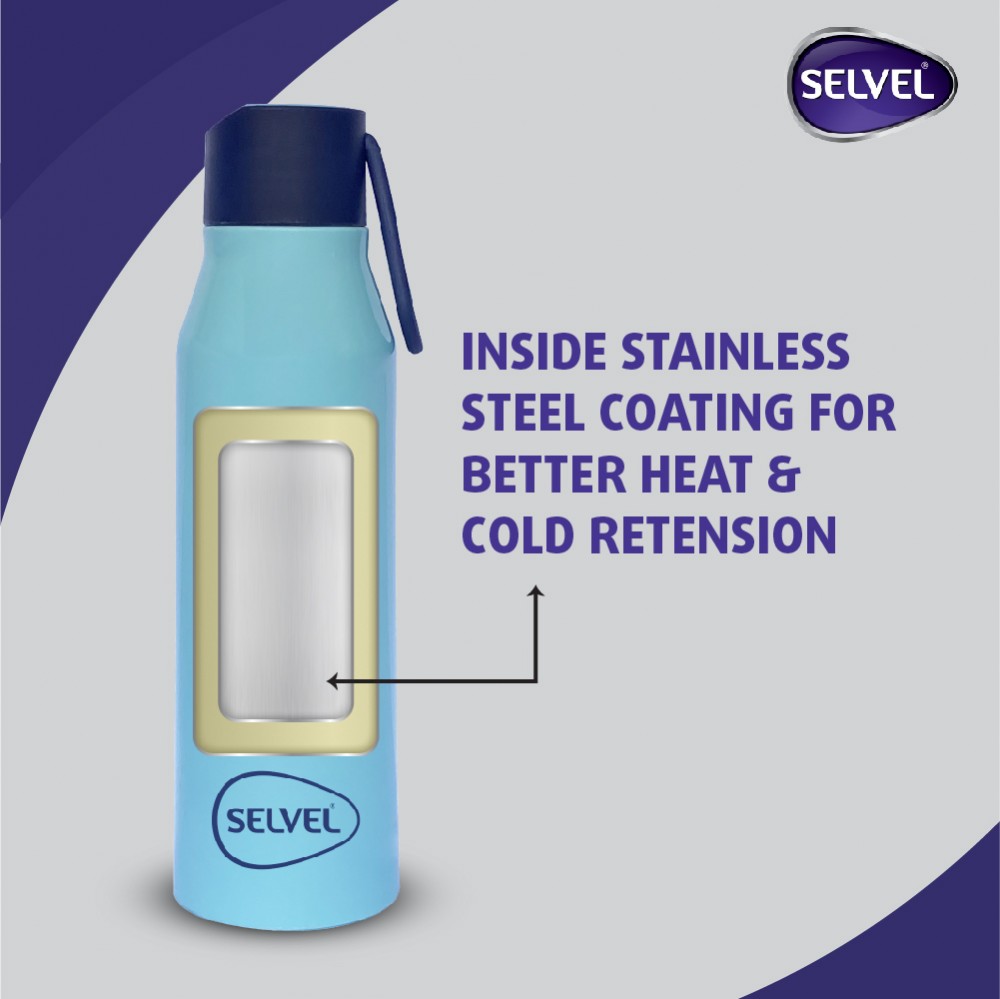 SELVEL®
INSIDE STAINLESS
STEEL COATING FOR
BETTER HEAT &
COLD RETENSION
SELVEL®